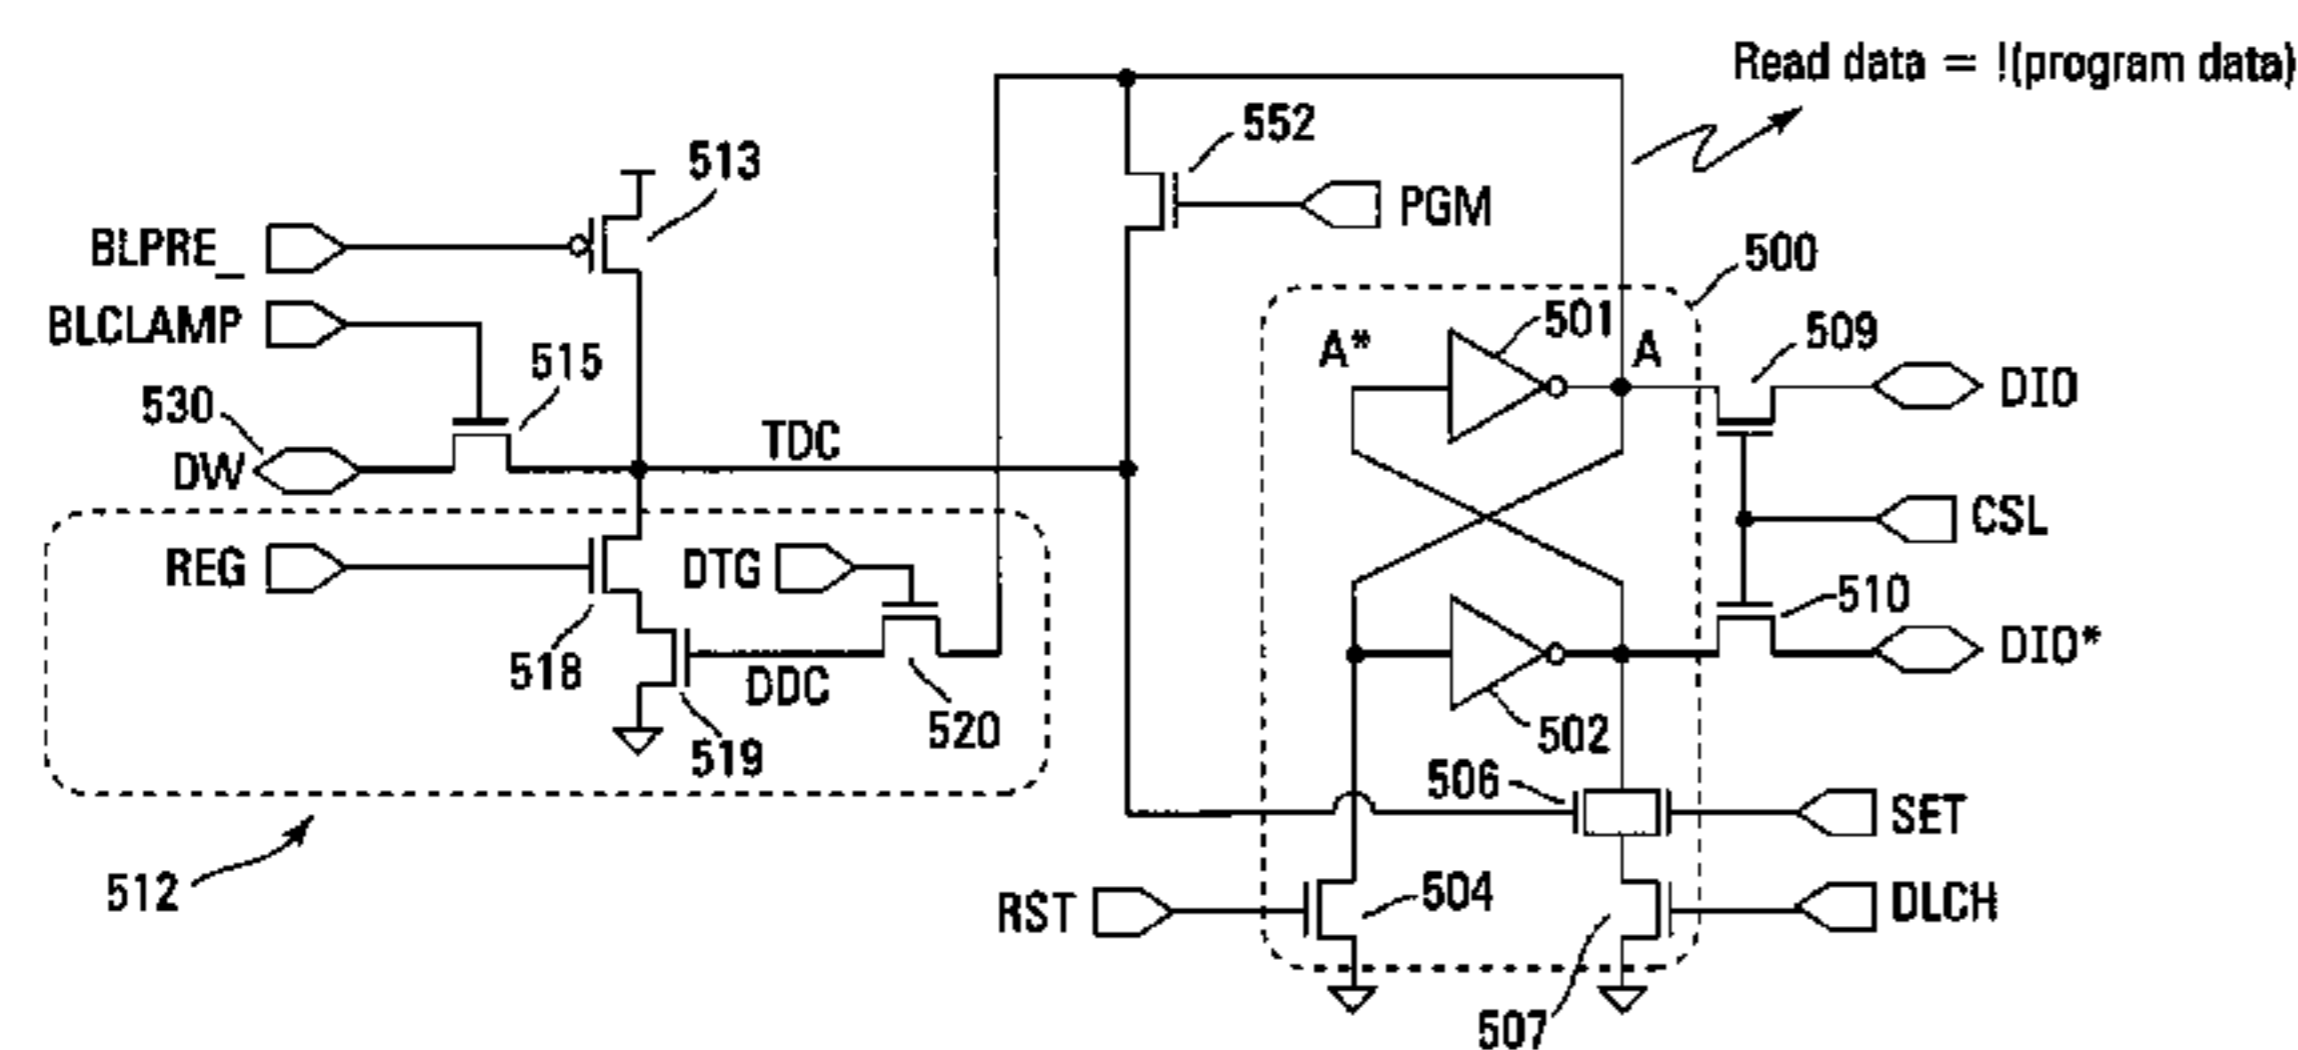 Read data = !(program data)
552
513
PGM
BLPRE_
500
BLCLAMP
501
509
A*
A
515
DIO
530
TDC
DW
CSL
REG
DTG
510
518
DDC
DIO*
520
502
519
506
SET
512
504
RST
DLCH
507